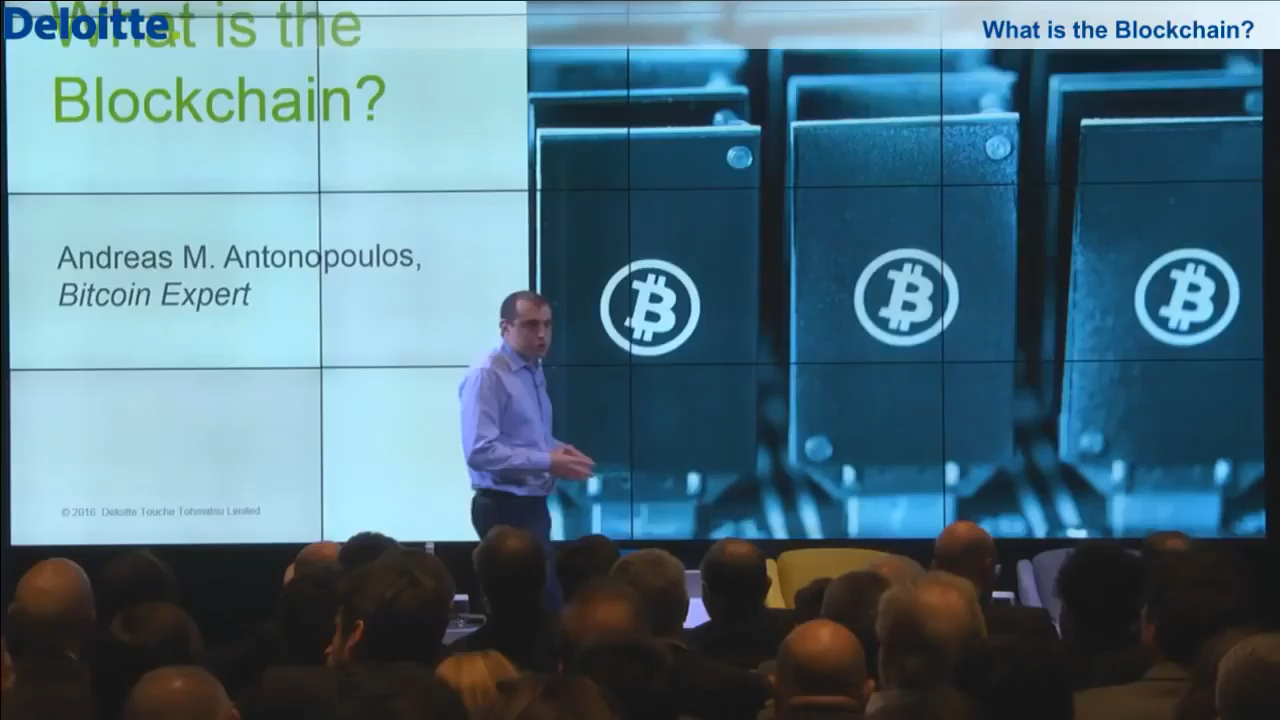 Deloitte.
What is the Blockchain?
What is the
Blockchain?
Andreas M. Antonopoulos,
Bitcoin Expert
© 2016 Deloitte Touche Tohmatsu Limited